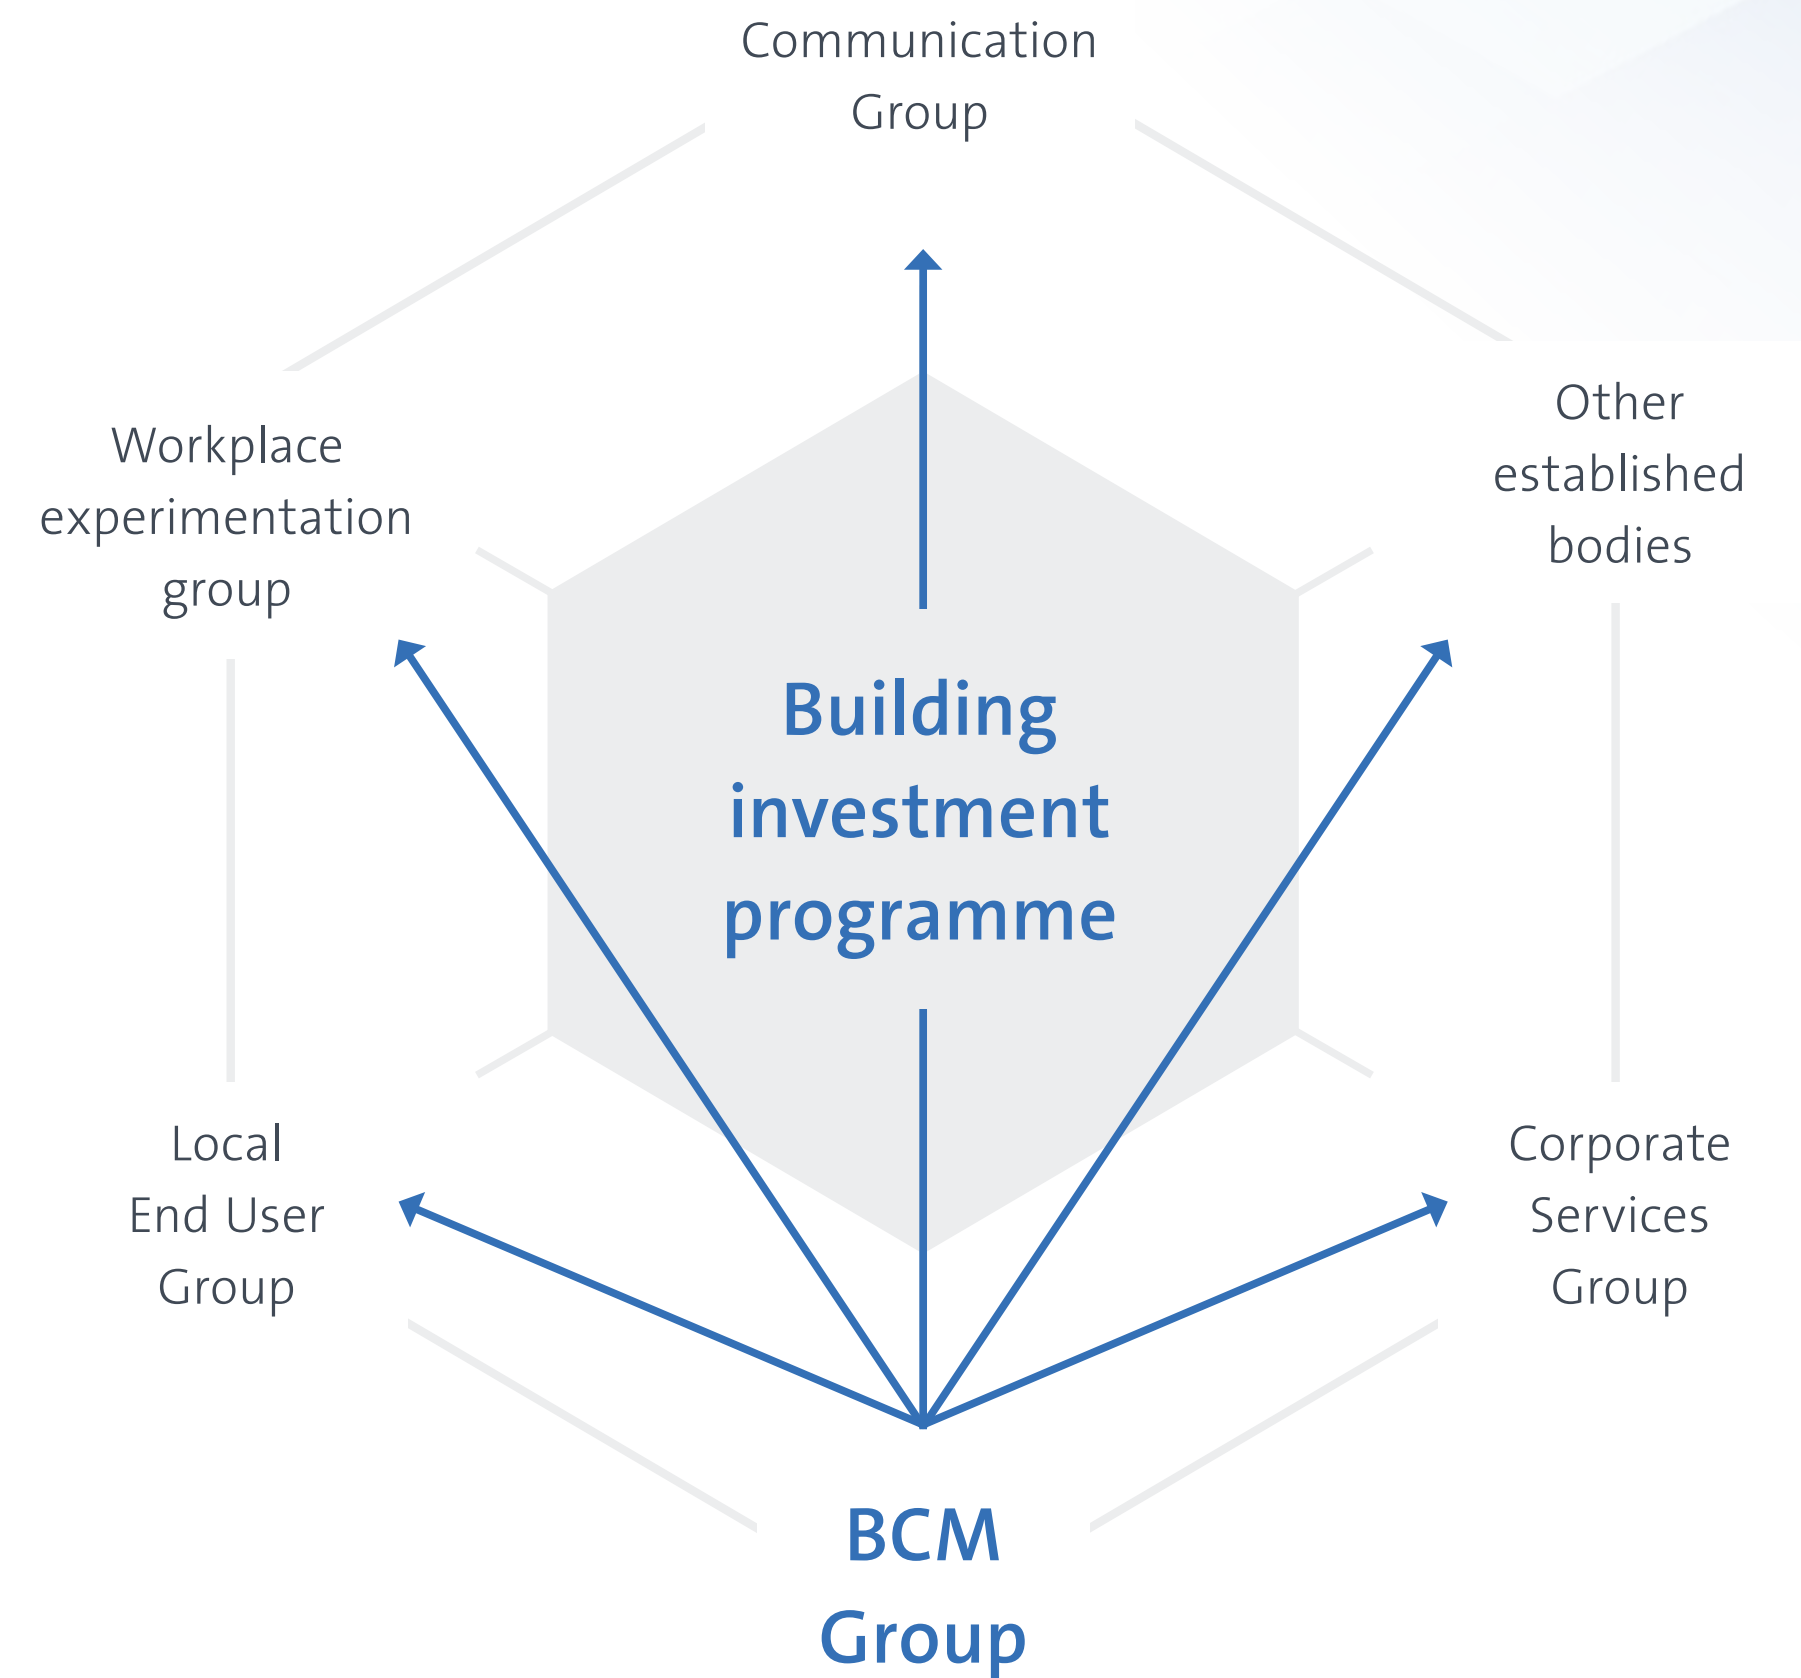 Communication
Group
Workplace
experimentation
group
Other
established
bodies
Building
investment
programme
Local
End User
Group
Corporate
Services
Group
BCM
Group